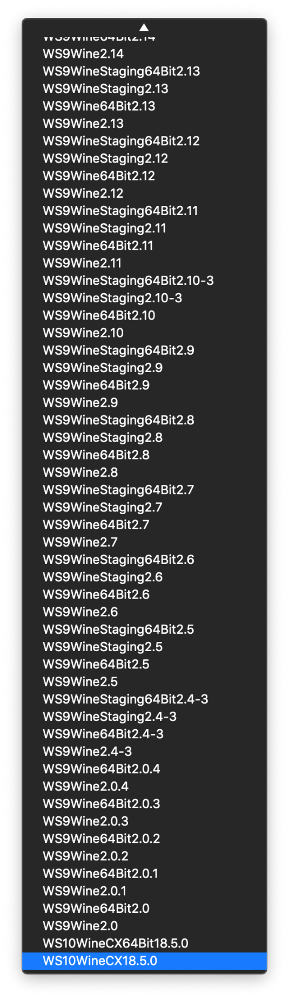 WS9Wine64Bit2.14
WS9Wine2.14
WS9WineStaging64Bit2.13
WS9WineStaging2.13
WS9Wine64Bit2.13
WS9Wine2.13
WS9WineStaging64Bit2.12
WS9WineStaging2.12
WS9Wine64Bit2.12
WS9Wine2.12
WS9WineStaging64Bit2.11
WS9WineStaging2.11
WS9Wine64Bit2.11
WS9Wine2.11
WS9WineStaging64Bit2.10-3
WS9WineStaging2.10-3
WS9Wine64Bit2.10
WS9Wine2.10
WS9WineStaging64Bit2.9
WS9WineStaging2.9
WS9Wine64Bit2.9
WS9Wine2.9
WS9WineStaging64Bit2.8
WS9WineStaging2.8
WS9Wine64Bit2.8
WS9Wine2.8
WS9WineStaging64Bit2.7
WS9WineStaging2.7
WS9Wine64Bit2.7
WS9Wine2.7
WS9WineStaging64Bit2.6
WS9WineStaging2.6
WS9Wine64Bit2.6
WS9Wine2.6
WS9WineStaging64Bit2.5
WS9WineStaging2.5
WS9Wine64Bit2.5
WS9Wine2.5
WS9WineStaging64Bit2.4-3
WS9WineStaging2.4-3
WS9Wine64Bit2.4-3
WS9Wine2.4-3
WS9Wine64Bit2.0.4
WS9Wine2.0.4
WS9Wine64Bit2.0.3
WS9Wine2.0.3
WS9Wine64Bit2.0.2
WS9Wine2.0.2
WS9Wine64Bit2.0.1
WS9Wine2.0.1
WS9Wine64Bit2.0
WS9Wine2.0
WS10WineCX64Bit18.5.0
WS10WineCX18.5.0